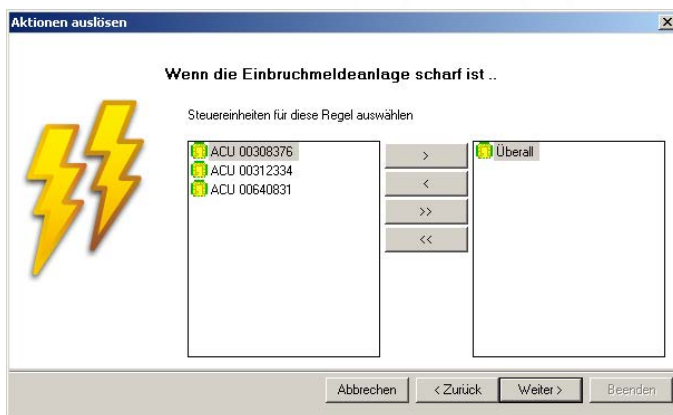 Aktionen auslösen
Wenn die Einbruchmeldeanlage scharf ist ..
Steuereinheiten für diese Regel auswählen
ACU 00308376
ACU 00312334
ACU 00640831
>
<
>>
<<
Überall
Abbrechen
< Zurück
Weiter >
Beenden